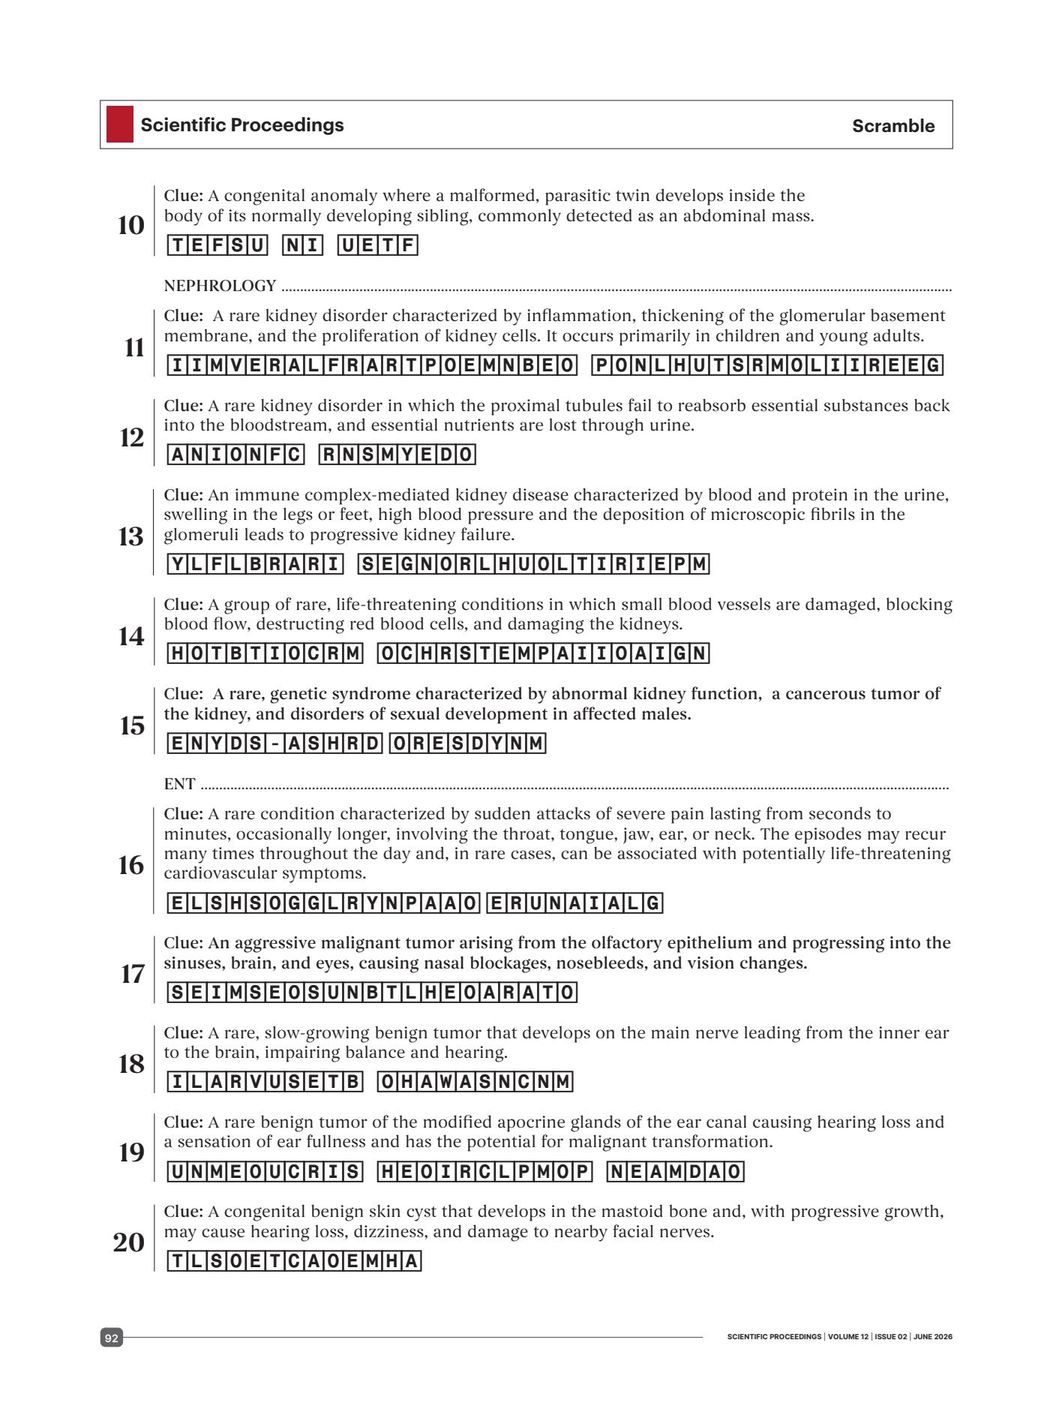 Scientific Proceedings
Scramble
10
Clue: A congenital anomaly where a malformed, parasitic twin develops inside the
body of its normally developing sibling, commonly detected as an abdominal mass.
TEFSU NI UETF
NEPHROLOGY
11
Clue: A rare kidney disorder characterized by inflammation, thickening of the glomerular basement
membrane, and the proliferation of kidney cells. It occurs primarily in children and young adults.
IIMVERALFRARTPOEMNBEO PONLHUTSRMOLIIREEG
12
Clue: A rare kidney disorder in which the proximal tubules fail to reabsorb essential substances back
into the bloodstream, and essential nutrients are lost through urine.
ANIONFC RNSMYEDO
13
Clue: An immune complex-mediated kidney disease characterized by blood and protein in the urine,
swelling in the legs or feet, high blood pressure and the deposition of microscopic fibrils in the
glomeruli leads to progressive kidney failure.
YLFLBRARI SEGNORLHUOLTIRIEPM
14
Clue: A group of rare, life-threatening conditions in which small blood vessels are damaged, blocking
blood flow, destructing red blood cells, and damaging the kidneys.
HOTBTIOCRM OCHRSTEMPAIIOAIGN
15
Clue: A rare, genetic syndrome characterized by abnormal kidney function, a cancerous tumor of
the kidney, and disorders of sexual development in affected males.
ENYDS-ASHRD ORESDYNM
ENT
16
Clue: A rare condition characterized by sudden attacks of severe pain lasting from seconds to
minutes, occasionally longer, involving the throat, tongue, jaw, ear, or neck. The episodes may recur
many times throughout the day and, in rare cases, can be associated with potentially life-threatening
cardiovascular symptoms.
ELSHSOGGLRYNPAAO ERUNAIALG
17
Clue: An aggressive malignant tumor arising from the olfactory epithelium and progressing into the
sinuses, brain, and eyes, causing nasal blockages, nosebleeds, and vision changes.
SEIMSEOSUNBTLHEOARATO
18
Clue: A rare, slow-growing benign tumor that develops on the main nerve leading from the inner ear
to the brain, impairing balance and hearing.
ILARVUSETB OHAWASNCNM
19
Clue: A rare benign tumor of the modified apocrine glands of the ear canal causing hearing loss and
a sensation of ear fullness and has the potential for malignant transformation.
UNMEOUCRIS HEOIRCLPMOP NEAMDAO
20
Clue: A congenital benign skin cyst that develops in the mastoid bone and, with progressive growth,
may cause hearing loss, dizziness, and damage to nearby facial nerves.
TLSOETCAOEMHA
92
SCIENTIFIC PROCEEDINGS | VOLUME 12 | ISSUE 02 | JUNE 2026